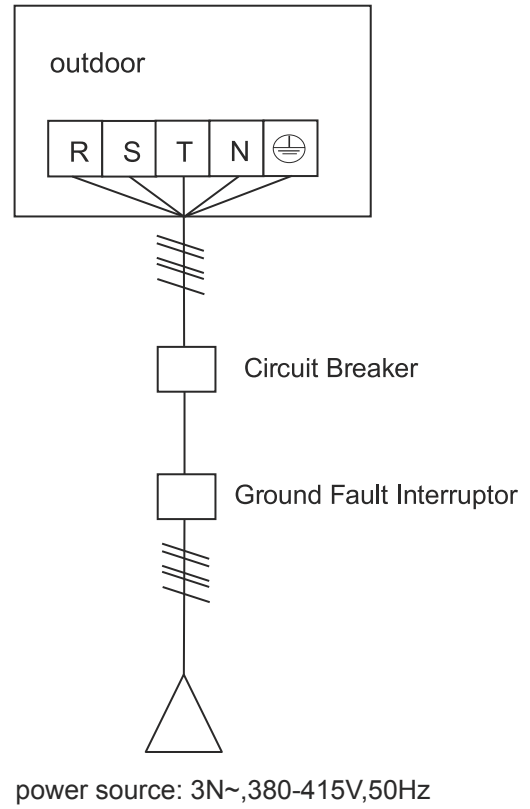 outdoor
R S T N
Circuit Breaker
Ground Fault Interruptor
power source: 3N~,380-415V,50Hz